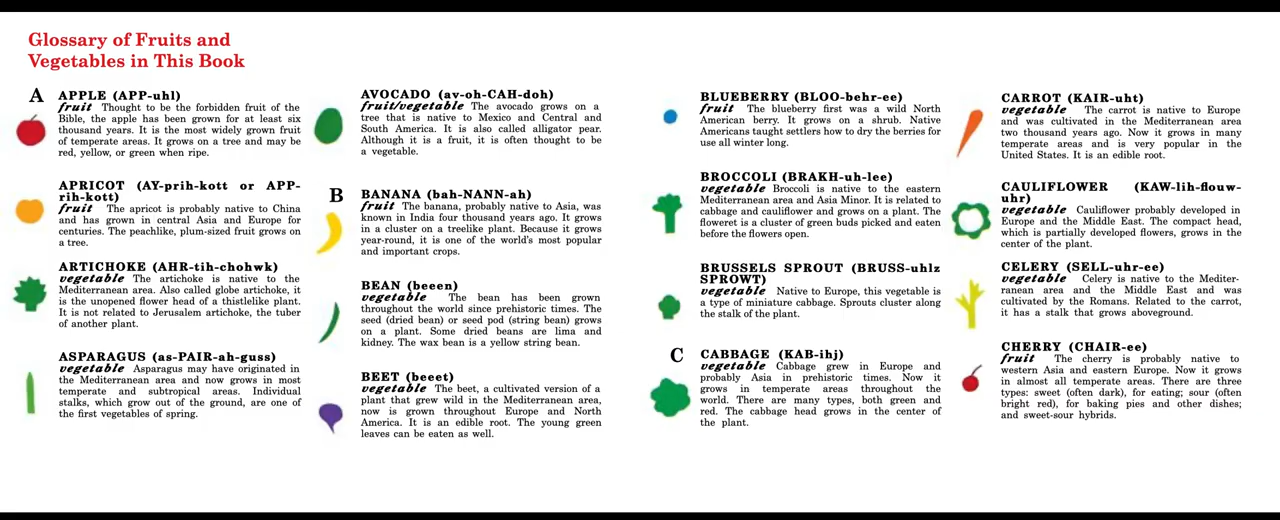 Glossary of Fruits and
Vegetables in This Book
A
APPLE (APP-uhl)
fruit Thought to be the forbidden fruit of the
Bible, the apple has been grown for at least six
thousand years. It is the most widely grown fruit
of temperate areas. It grows on a tree and may be
red, yellow, or green when ripe.
APRICOT (AY-prih-kott or APP-
rih-kott)
fruit The apricot is probably native to China
and has grown in central Asia and Europe for
centuries. The peachlike, plum-sized fruit grows on
a tree.
ARTICHOKE (AHR-tih-chohwk)
vegetable The artichoke is native to the
Mediterranean area. Also called globe artichoke, it
is the unopened flower head of a thistlelike plant.
It is not related to Jerusalem artichoke, the tuber
of another plant.
ASPARAGUS (as-PAIR-ah-guss)
vegetable Asparagus may have originated in
the Mediterranean area and now grows in most
temperate and subtropical areas. Individual
stalks, which grow out of the ground, are one of
the first vegetables of spring.
AVOCADO (av-oh-CAH-doh)
fruit/vegetable The avocado grows on a
tree that is native to Mexico and Central and
South America. It is also called alligator pear.
Although it is a fruit, it is often thought to be
a vegetable.
B
BANANA (bah-NANN-ah)
fruit The banana, probably native to Asia, was
known in India four thousand years ago. It grows
in a cluster on a treelike plant. Because it grows
year-round, it is one of the world's most popular
and important crops.
BEAN (beeen)
vegetable The bean has been grown
throughout the world since prehistoric times. The
seed (dried bean) or seed pod (string bean) grows
on a plant. Some dried beans are lima and
kidney. The wax bean is a yellow string bean.
BEET (beeet)
vegetable The beet, a cultivated version of a
plant that grew wild in the Mediterranean area,
now is grown throughout Europe and North
America. It is an edible root. The young green
leaves can be eaten as well.
BLUEBERRY (BLOO-behr-ee)
fruit The blueberry first was a wild North
American berry. It grows on a shrub. Native
Americans taught settlers how to dry the berries for
use all winter long.
BROCCOLI (BRAKH-uh-lee)
vegetable Broccoli is native to the eastern
Mediterranean area and Asia Minor. It is related to
cabbage and cauliflower and grows on a plant. The
floweret is a cluster of green buds picked and eaten
before the flowers open.
BRUSSELS SPROUT (BRUSS-uhlz
SPROWT)
vegetable Native to Europe, this vegetable is
a type of miniature cabbage. Sprouts cluster along
the stalk of the plant.
C
CABBAGE (KAB-ihj)
vegetable Cabbage grew in Europe and
probably Asia in prehistoric times. Now it
grows in temperate areas throughout the
world. There are many types, both green and
red. The cabbage head grows in the center of
the plant.
CARROT (KAIR-uht)
vegetable The carrot is native to Europe
and was cultivated in the Mediterranean area
two thousand years ago. Now it grows in many
temperate areas and is very popular in the
United States. It is an edible root.
CAULIFLOWER (KAW-lih-flouw-
uhr)
vegetable Cauliflower probably developed in
Europe and the Middle East. The compact head,
which is partially developed flowers, grows in the
center of the plant.
CELERY (SELL-uhr-ee)
vegetable Celery is native to the Mediter-
ranean area and the Middle East and was
cultivated by the Romans. Related to the carrot,
it has a stalk that grows aboveground.
CHERRY (CHAIR-ee)
fruit The cherry is probably native to
western Asia and eastern Europe. Now it grows
in almost all temperate areas. There are three
types: sweet (often dark), for eating; sour (often
bright red), for baking pies and other dishes;
and sweet-sour hybrids.